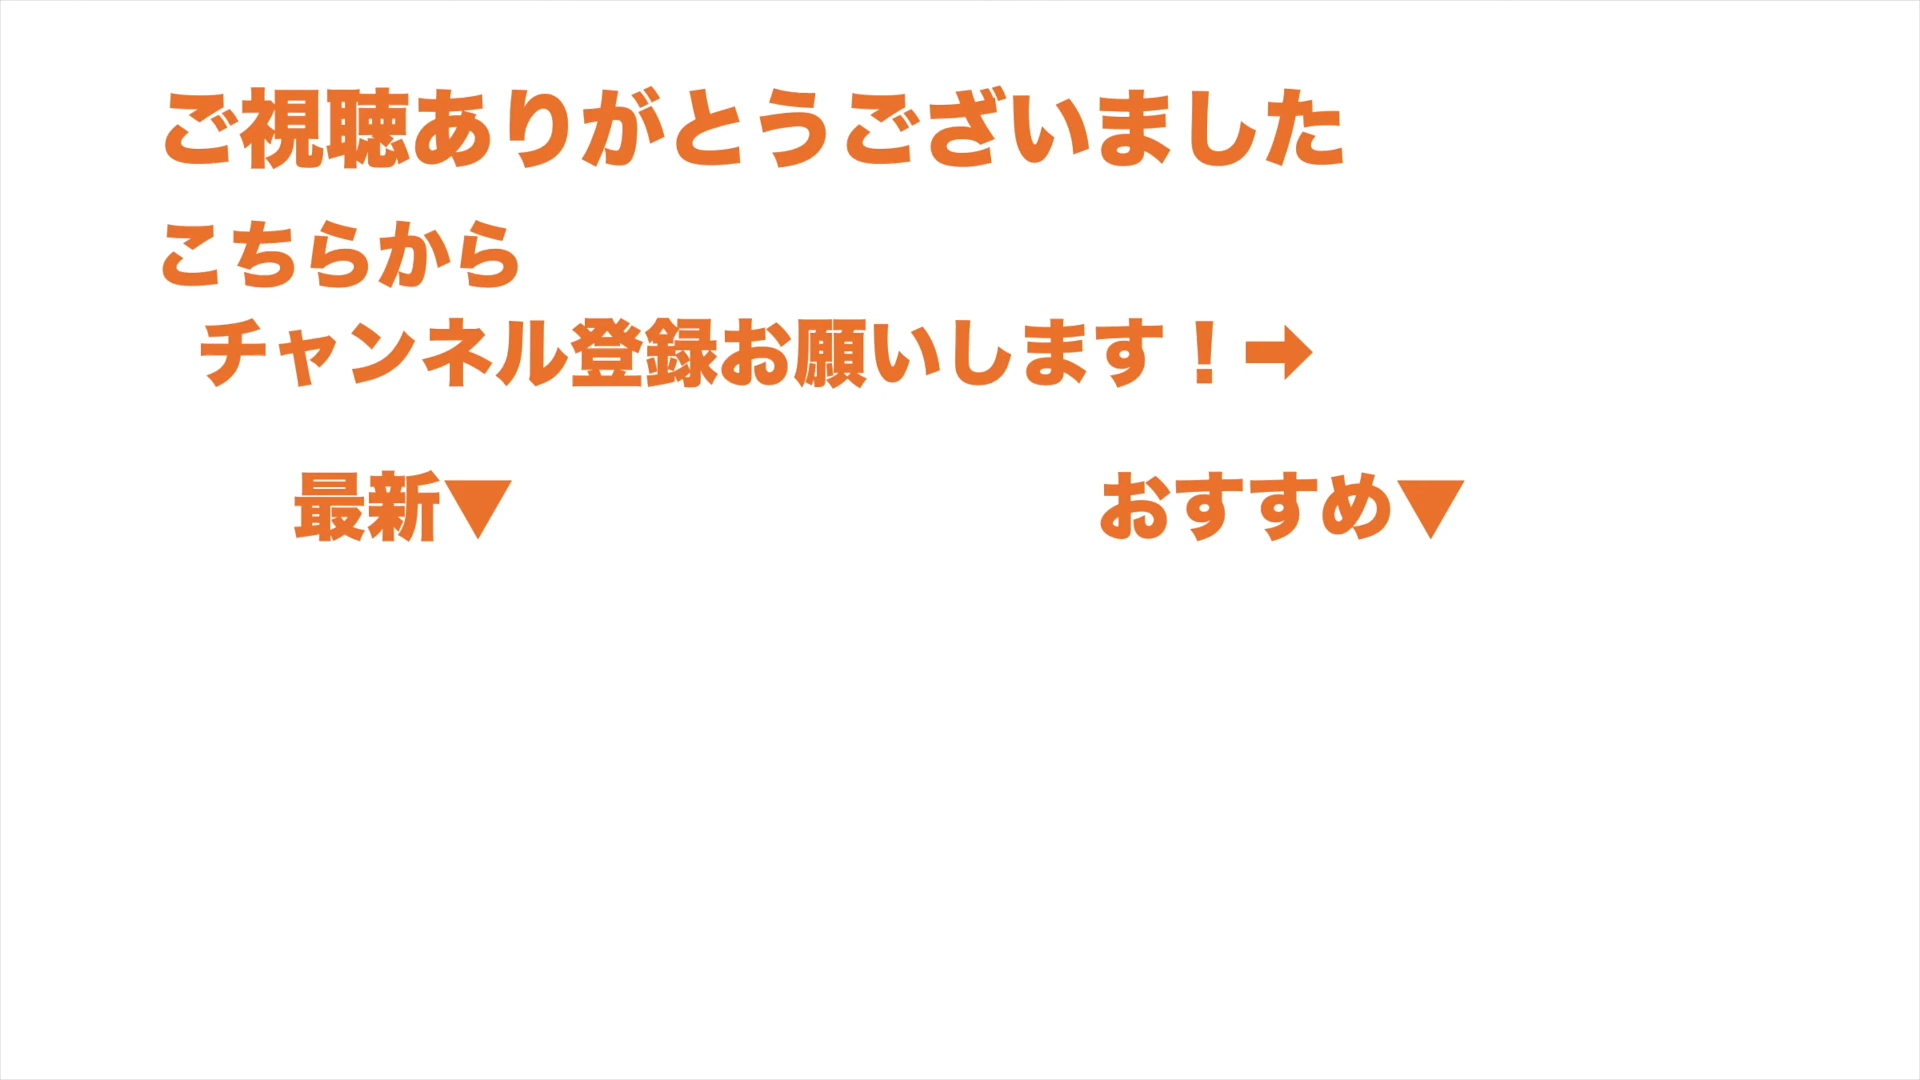 ご視聴ありがとうございました
こちらから
チャンネル登録お願いします！➡
最新▼
おすすめ▼